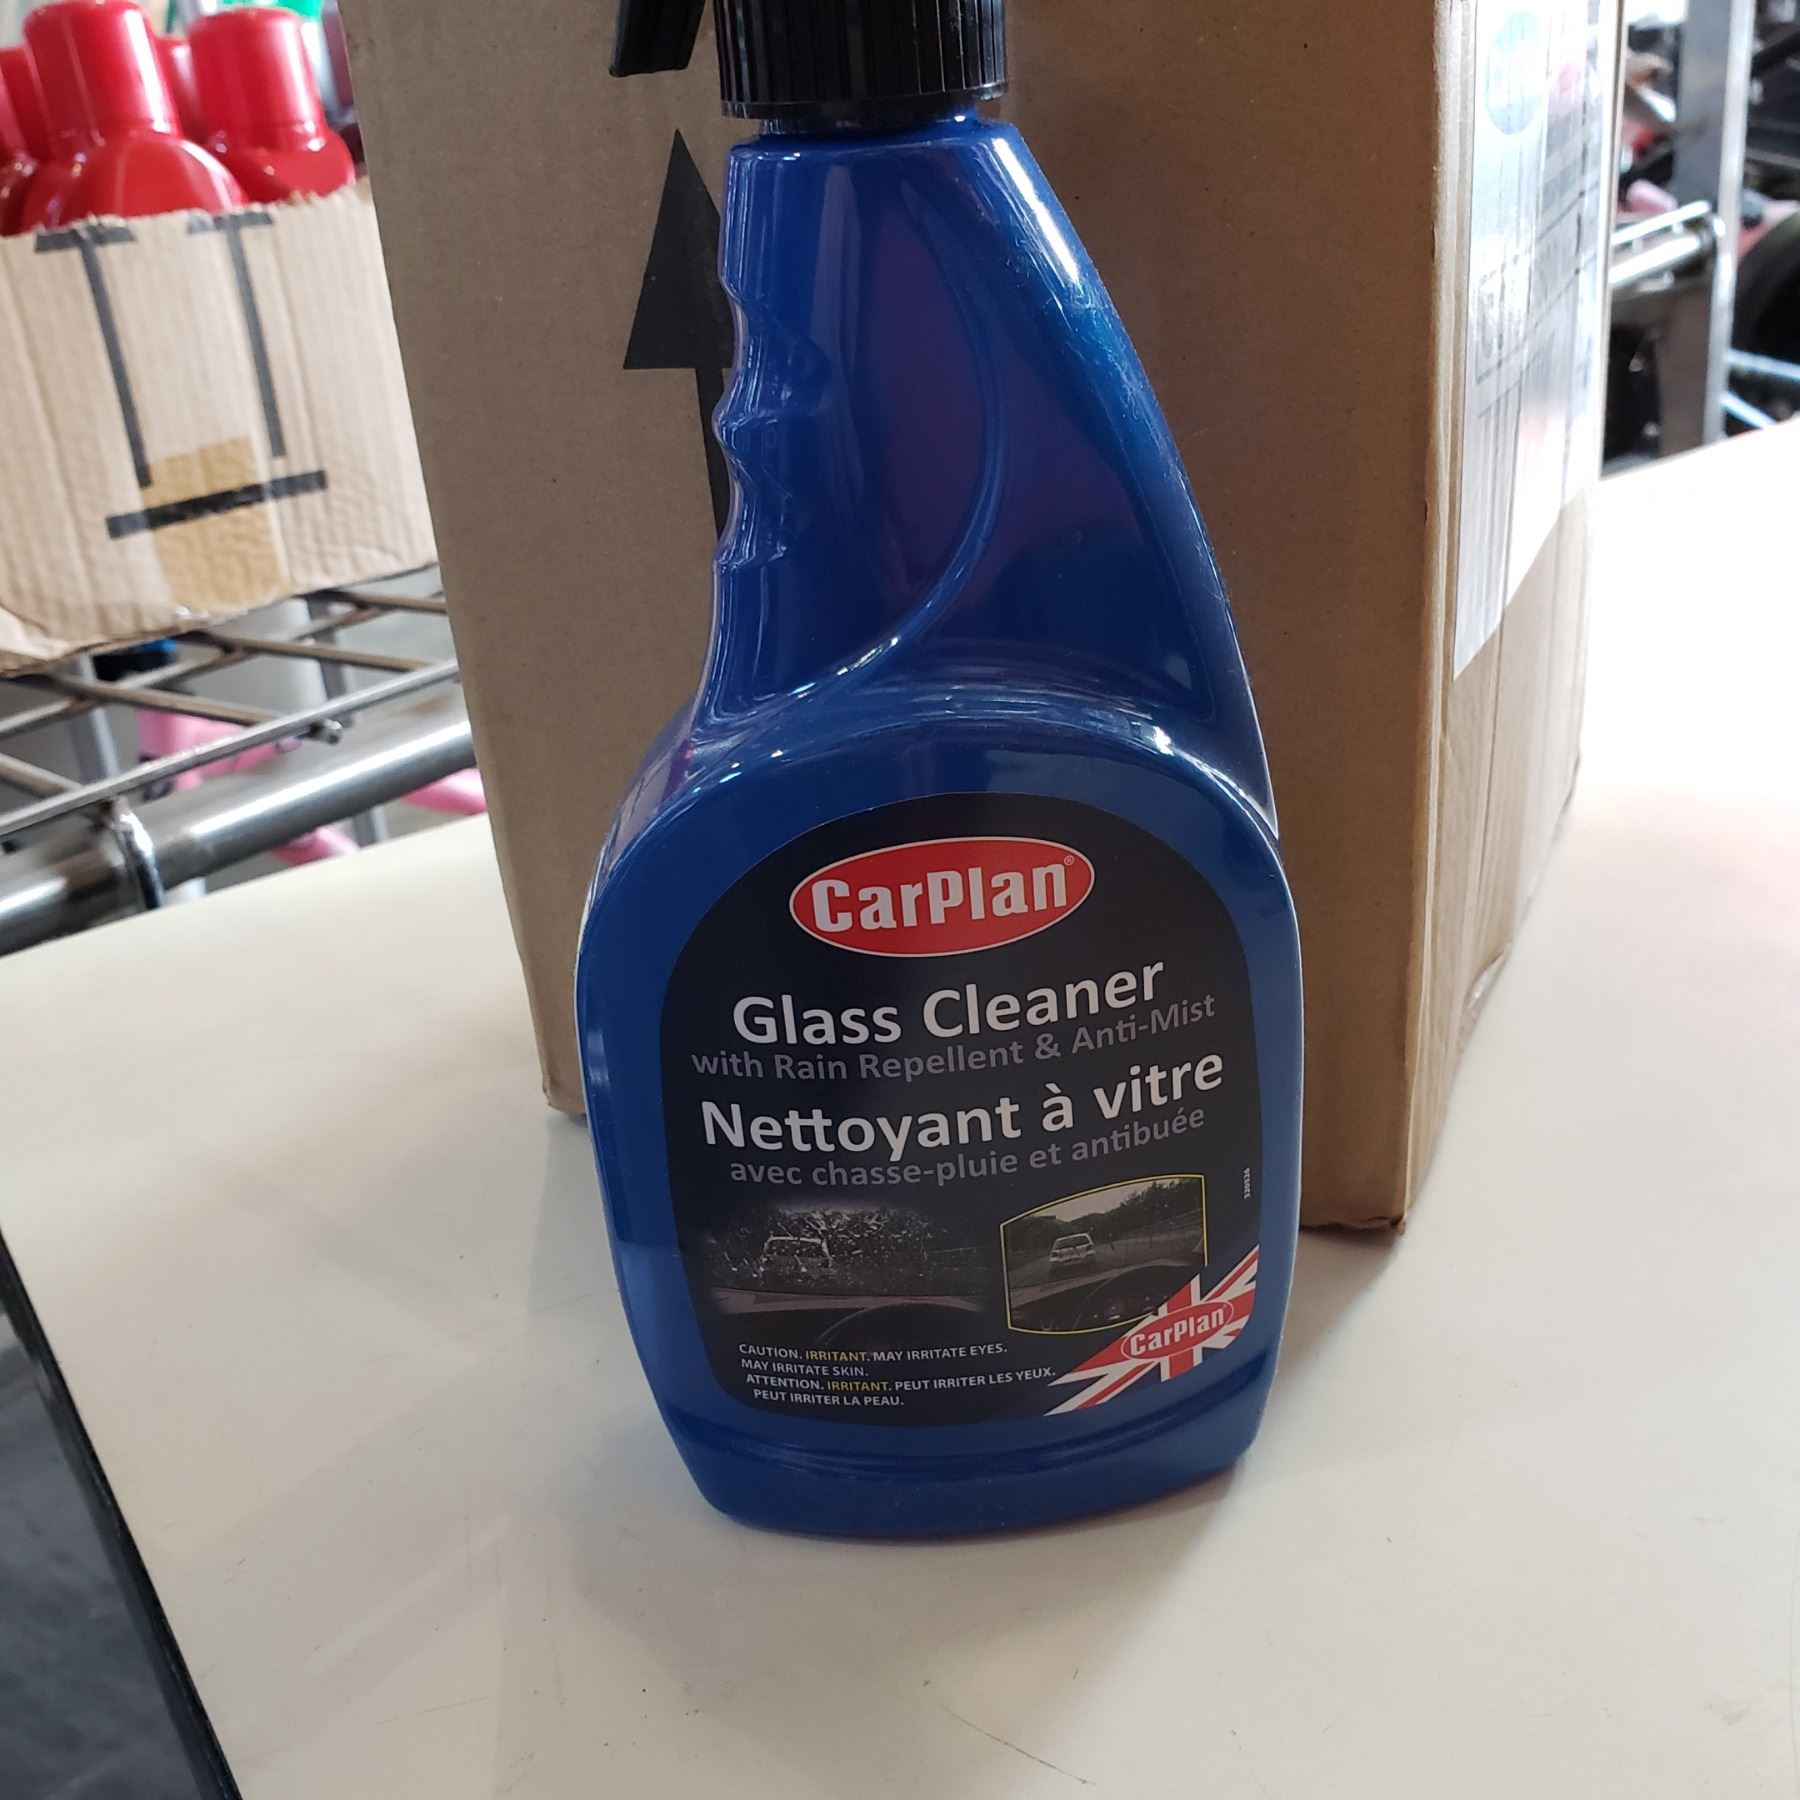 CarPlan®
Glass Cleaner
with Rain Repellent & Anti-Mist
Nettoyant à vitre
avec chasse-pluie et antibuée
CAUTION. IRRITANT. MAY IRRITATE EYES.
MAY IRRITATE SKIN.
ATTENTION. IRRITANT. PEUT IRRITER LES YEUX.
PEUT IRRITER LA PEAU.
CarPlan